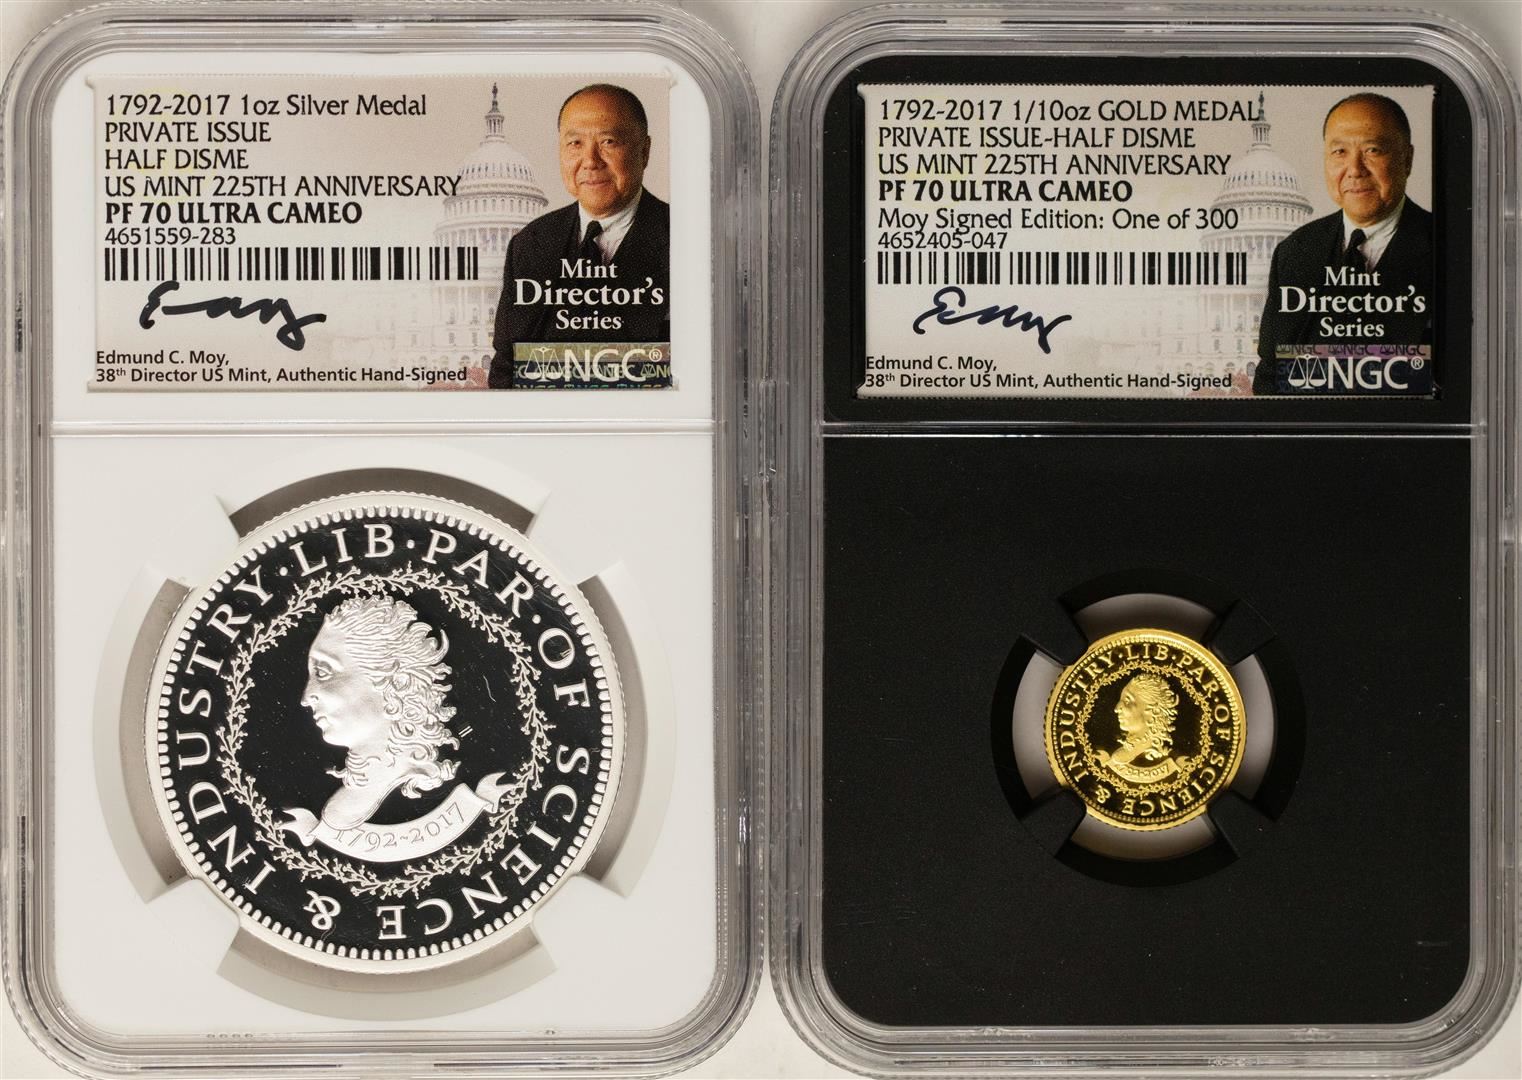 1792-2017 1oz Silver Medal
PRIVATE ISSUE
HALF DISME
US MINT 225TH ANNIVERSARY
PF 70 ULTRA CAMEO
4651559-283
Mint
Director's
Series
Edmund C. Moy,
38th Director US Mint, Authentic Hand-Signed
NGC®
LIB·PAR·OF SCIENCE & INDUSTRY·
1792~2017
1792-2017 1/10oz GOLD MEDAL
PRIVATE ISSUE-HALF DISME
US MINT 225TH ANNIVERSARY
PF 70 ULTRA CAMEO
Moy Signed Edition: One of 300
4652405-047
Mint
Director's
Series
Edmund C. Moy,
38th Director US Mint, Authentic Hand-Signed
NGC®
LIB·PAR·OF SCIENCE & INDUSTRY·
1792~2017